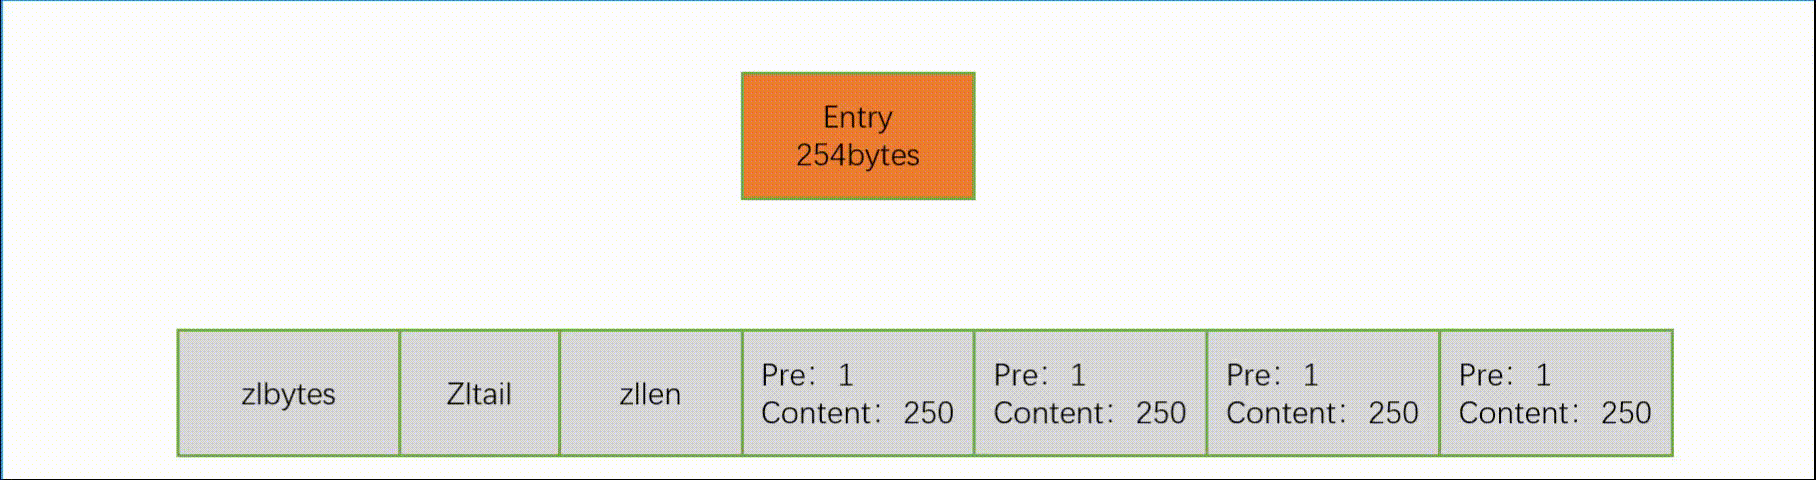 Entry
254bytes
zlbytes
Zltail
zllen
Pre： 1
Content： 250
Pre： 1
Content： 250
Pre： 1
Content： 250
Pre： 1
Content： 250